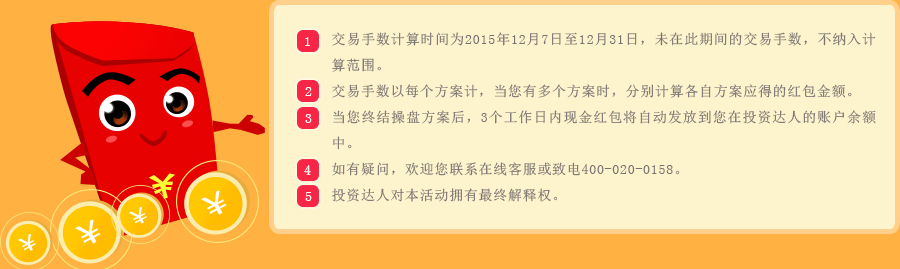 1 交易手数计算时间为2015年12月7日至12月31日，未在此期间的交易手数，不纳入计
算范围。
2 交易手数以每个方案计，当您有多个方案时，分别计算各自方案应得的红包金额。
3 当您终结操盘方案后，3个工作日内现金红包将自动发放到您在投资达人的账户余额
中。
4 如有疑问，欢迎您联系在线客服或致电400-020-0158。
5 投资达人对本活动拥有最终解释权。
¥
¥
¥
¥
¥